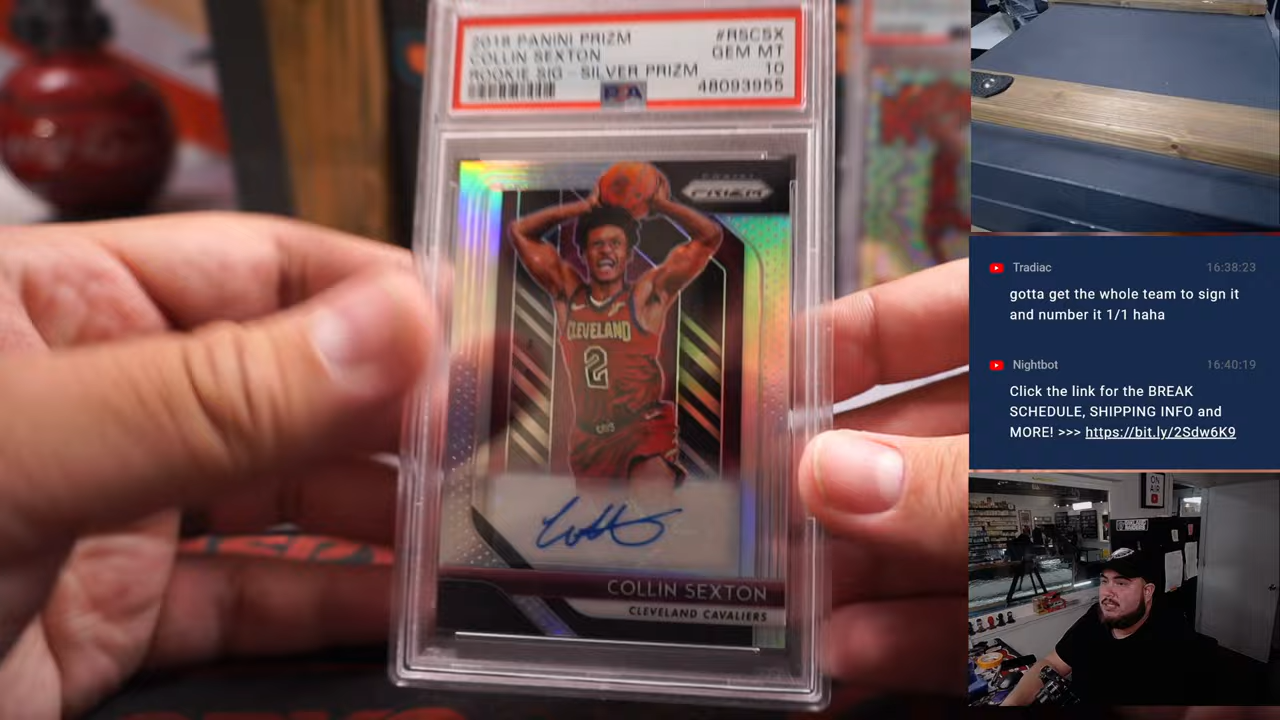 2018 PANINI PRIZM #RSCSX
COLLIN SEXTON GEM MT
ROOKIE SIG - SILVER PRIZM 10
PSA 48093955
PANINI
PRIZM
CLEVELAND
2
COLLIN SEXTON
CLEVELAND CAVALIERS
Tradiac 16:38:23
gotta get the whole team to sign it
and number it 1/1 haha
Nightbot 16:40:19
Click the link for the BREAK
SCHEDULE, SHIPPING INFO and
MORE! >>> https://bit.ly/2Sdw6K9
ON
AIR